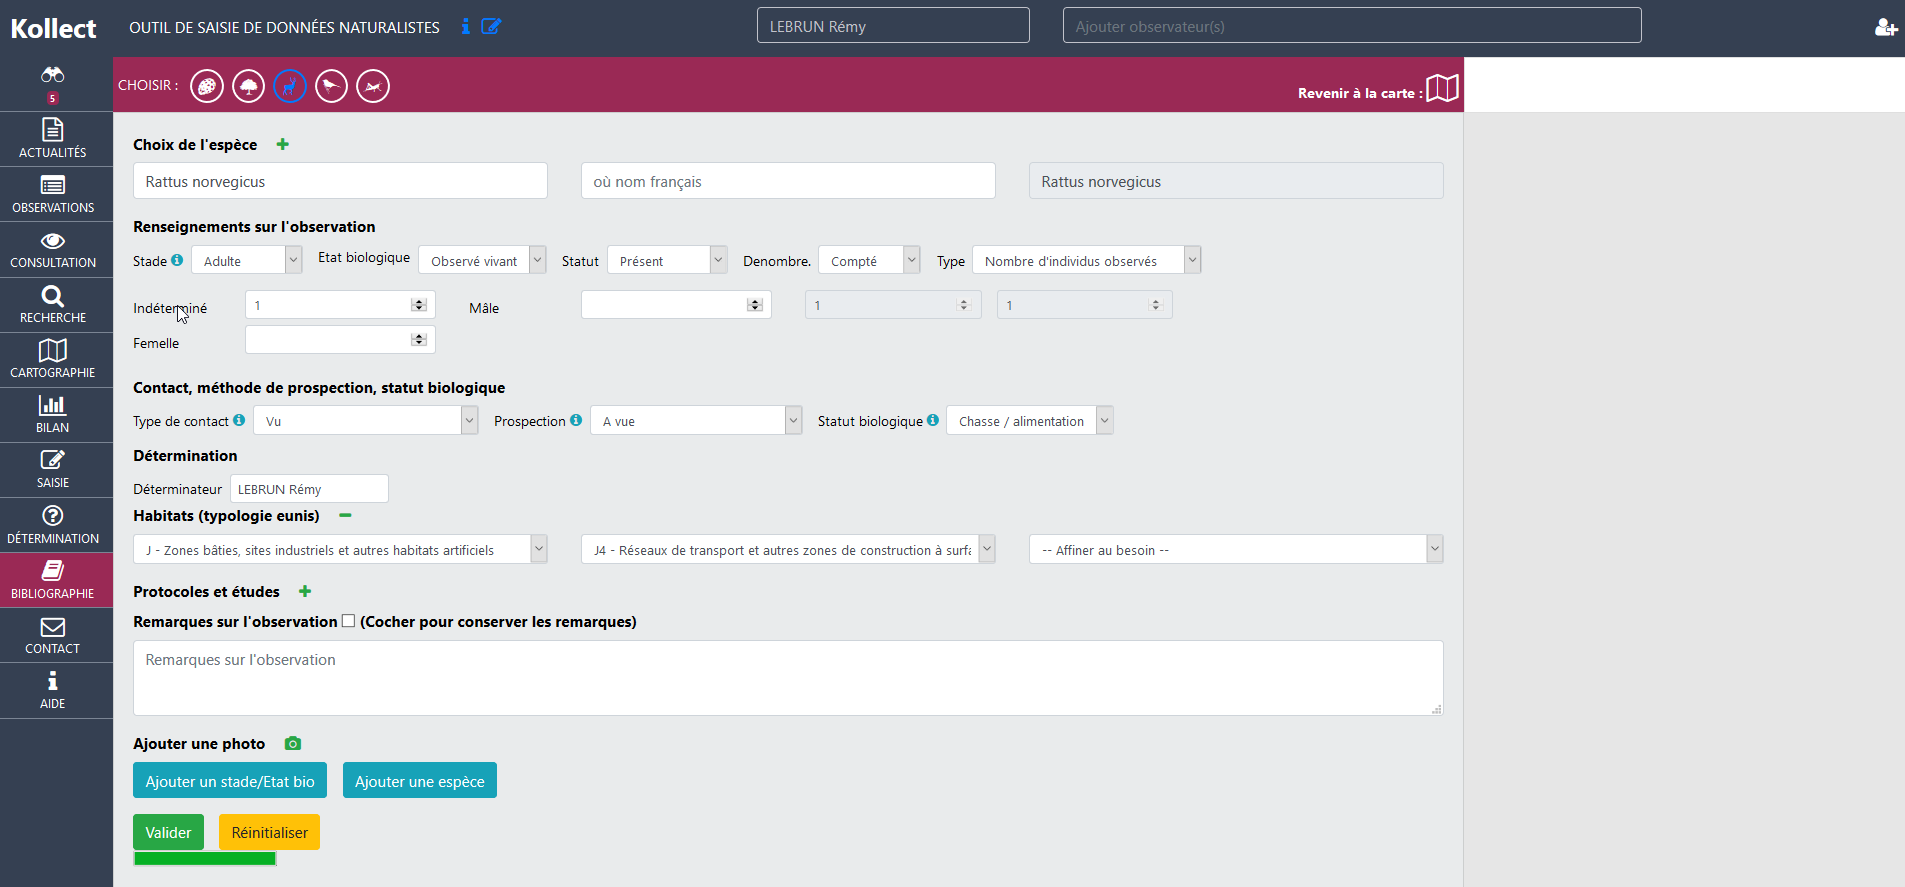 Kollect
OUTIL DE SAISIE DE DONNÉES NATURALISTES
LEBRUN Rémy
Ajouter observateur(s)
5
ACTUALITÉS
OBSERVATIONS
CONSULTATION
RECHERCHE
CARTOGRAPHIE
BILAN
SAISIE
DÉTERMINATION
BIBLIOGRAPHIE
CONTACT
AIDE
CHOISIR :
Revenir à la carte :
Choix de l'espèce
Rattus norvegicus
où nom français
Rattus norvegicus
Renseignements sur l'observation
Stade Adulte Etat biologique Observé vivant Statut Présent Denombre. Compté Type Nombre d'individus observés
Indéterminé 1 Mâle 1 1
Femelle
Contact, méthode de prospection, statut biologique
Type de contact Vu Prospection A vue Statut biologique Chasse / alimentation
Détermination
Déterminateur LEBRUN Rémy
Habitats (typologie eunis)
J - Zones bâties, sites industriels et autres habitats artificiels
J4 - Réseaux de transport et autres zones de construction à surfa
-- Affiner au besoin --
Protocoles et études
Remarques sur l'observation (Cocher pour conserver les remarques)
Remarques sur l'observation
Ajouter une photo
Ajouter un stade/Etat bio Ajouter une espèce
Valider Réinitialiser